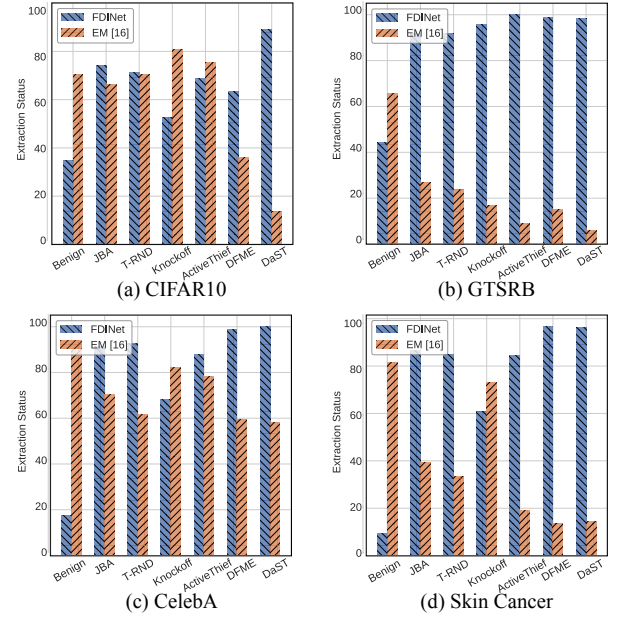 FDINet
EM [16]
Extraction Status
100
80
60
40
20
0
Benign JBA T-RND Knockoff ActiveThief DFME DaST
(a) CIFAR10
FDINet
EM [16]
Extraction Status
100
80
60
40
20
0
Benign JBA T-RND Knockoff ActiveThief DFME DaST
(b) GTSRB
FDINet
EM [16]
Extraction Status
100
80
60
40
20
0
Benign JBA T-RND Knockoff ActiveThief DFME DaST
(c) CelebA
FDINet
EM [16]
Extraction Status
100
80
60
40
20
0
Benign JBA T-RND Knockoff ActiveThief DFME DaST
(d) Skin Cancer